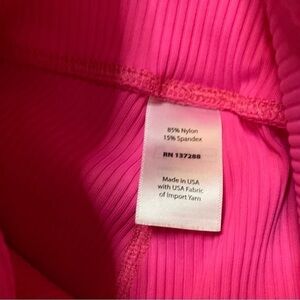 85% Nylon
15% Spandex
RN 137288
Made in USA
with USA Fabric
of Import Yarn